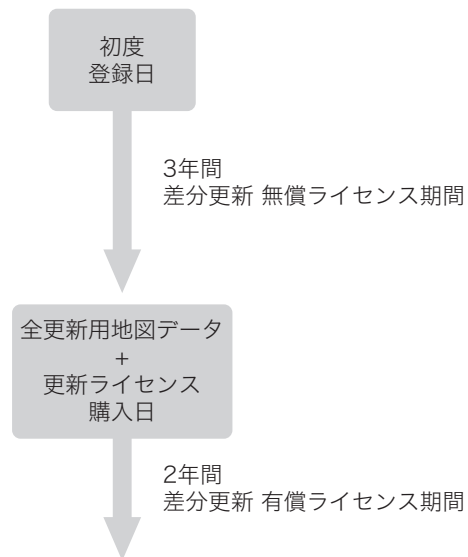 初度
登録日
3年間
差分更新 無償ライセンス期間
全更新用地図データ
+
更新ライセンス
購入日
2年間
差分更新 有償ライセンス期間